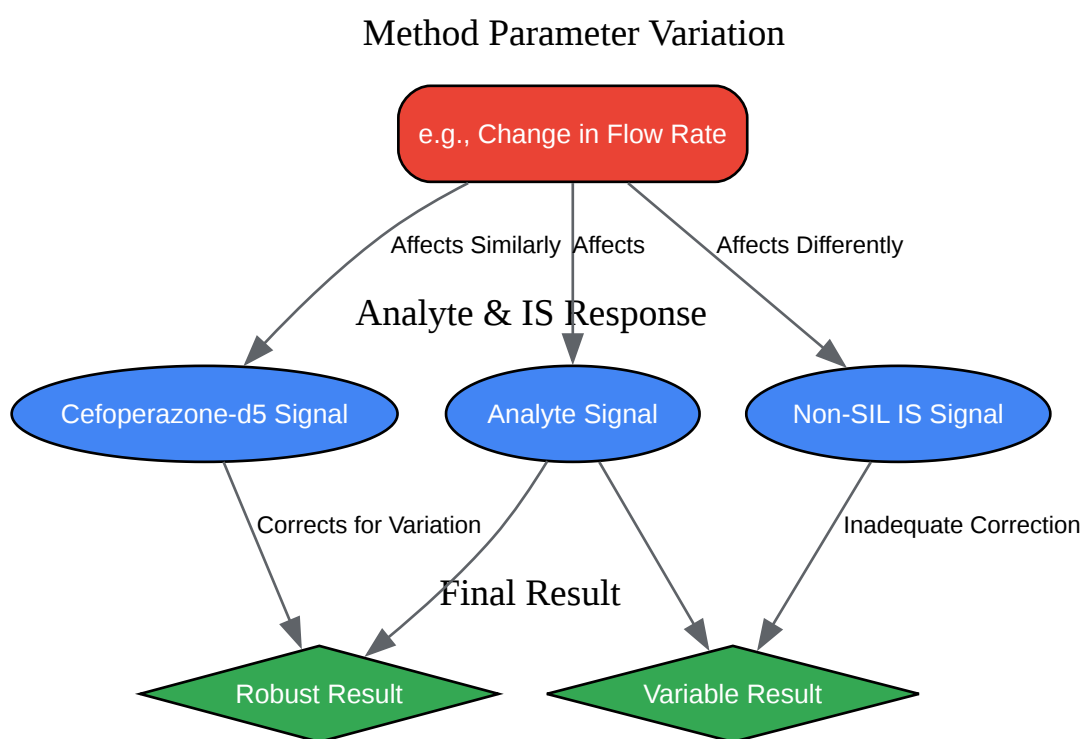 Method Parameter Variation
e.g., Change in Flow Rate
Affects Similarly
Affects
Affects Differently
Analyte & IS Response
Cefoperazone-d5 Signal
Analyte Signal
Non-SIL IS Signal
Corrects for Variation
Inadequate Correction
Final Result
Robust Result
Variable Result